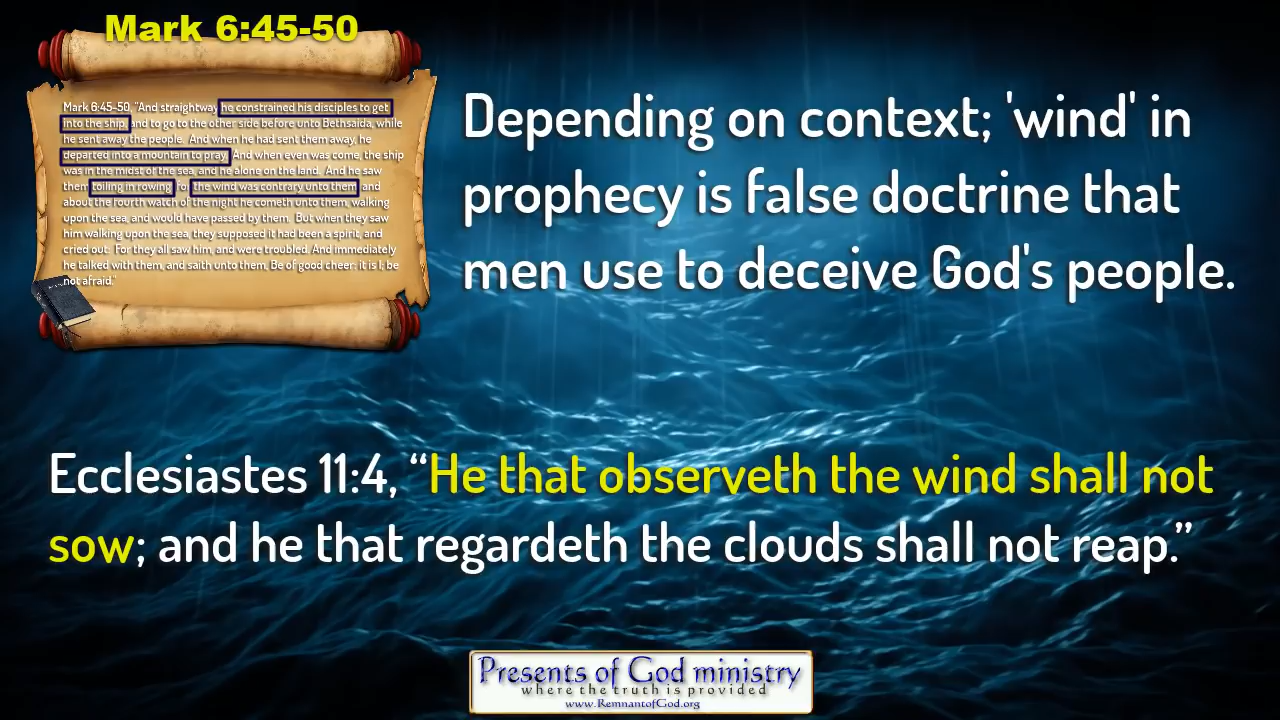 Mark 6:45-50
Mark 6:45-50, "And straightway he constrained his disciples to get
into the ship, and to go to the other side before unto Bethsaida, while
he sent away the people. And when he had sent them away, he
departed into a mountain to pray. And when even was come, the ship
was in the midst of the sea, and he alone on the land. And he saw
them toiling in rowing; for the wind was contrary unto them: and
about the fourth watch of the night he cometh unto them, walking
upon the sea, and would have passed by them. But when they saw
him walking upon the sea, they supposed it had been a spirit, and
cried out: For they all saw him, and were troubled. And immediately
he talked with them, and saith unto them, Be of good cheer: it is I; be
not afraid."
Depending on context; 'wind' in
prophecy is false doctrine that
men use to deceive God's people.
Ecclesiastes 11:4, “He that observeth the wind shall not
sow; and he that regardeth the clouds shall not reap.”
Presents of God ministry
where the truth is provided
www.RemnantofGod.org